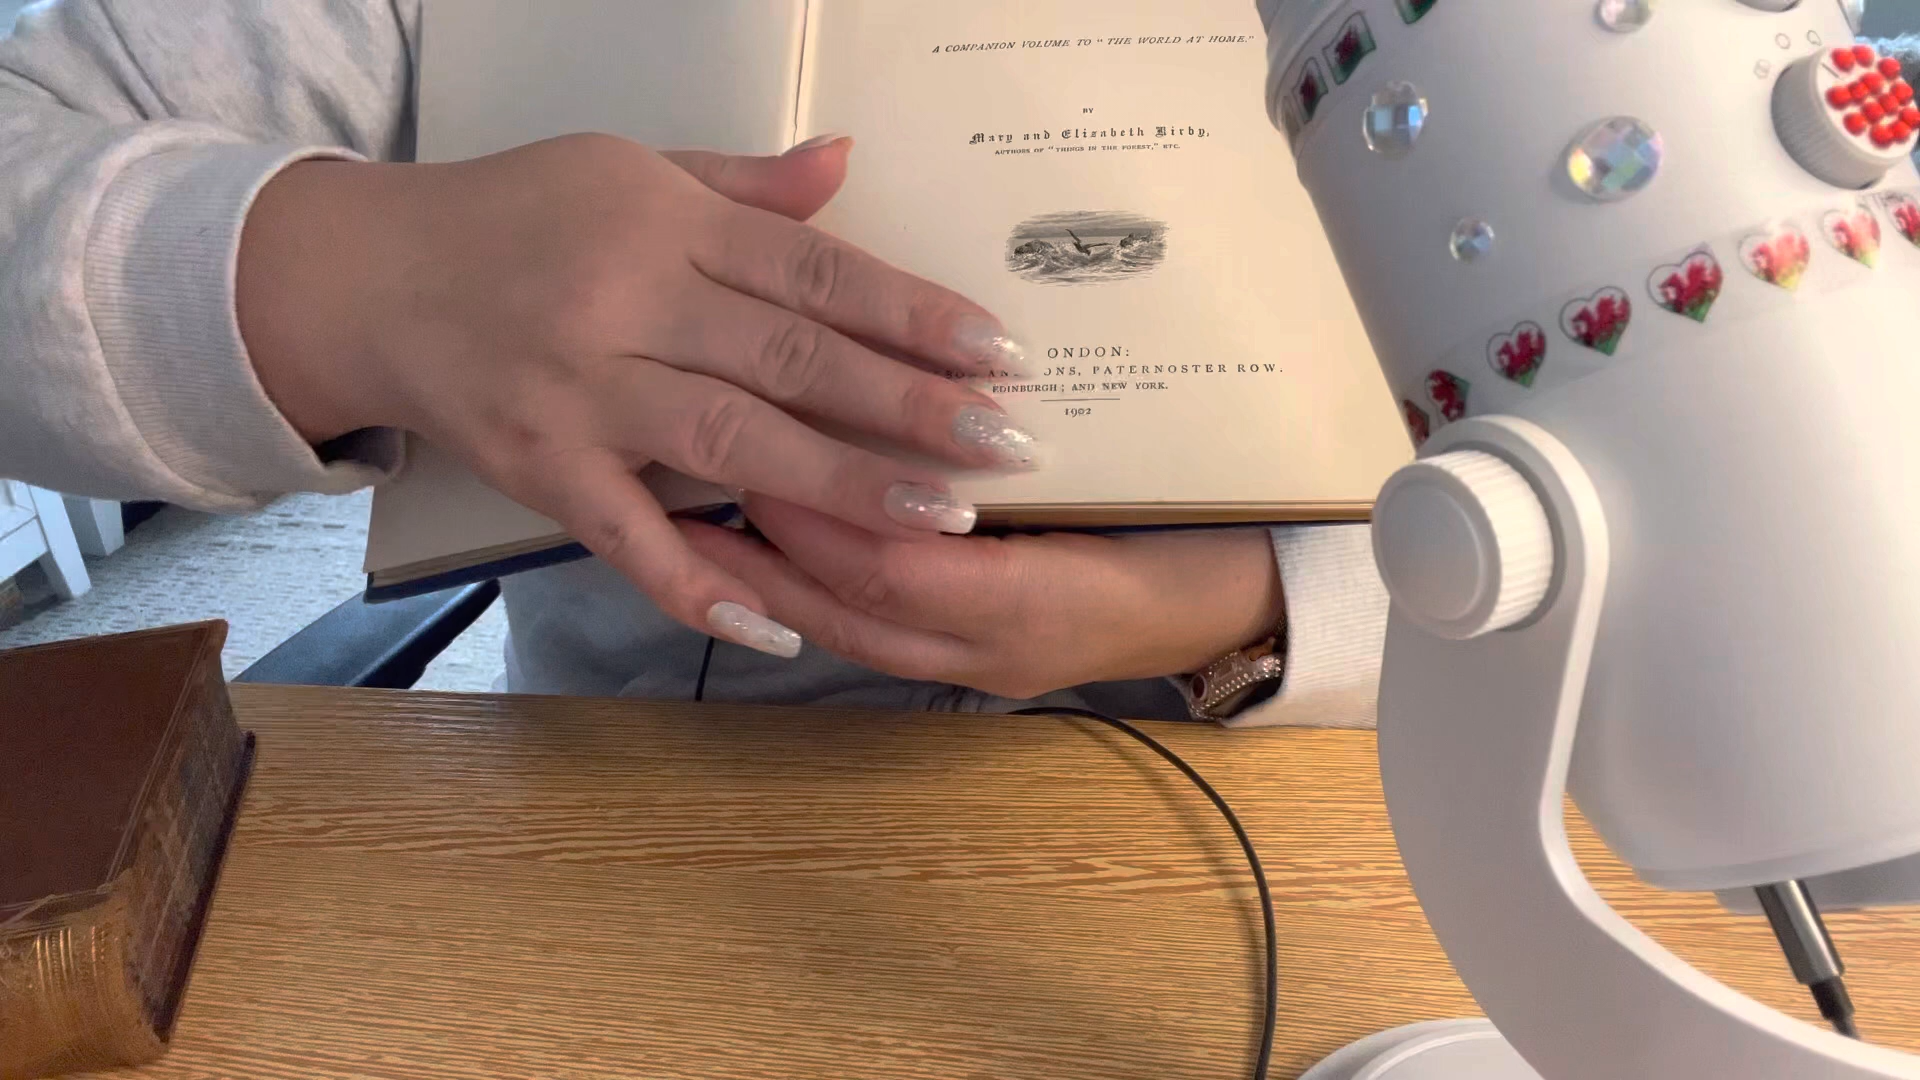 A COMPANION VOLUME TO "THE WORLD AT HOME."
BY
Mary and Elizabeth Kirby,
AUTHORS OF "THINGS IN THE FOREST," ETC.
ONDON:
ONS, PATERNOSTER ROW.
EDINBURGH; AND NEW YORK.
1902